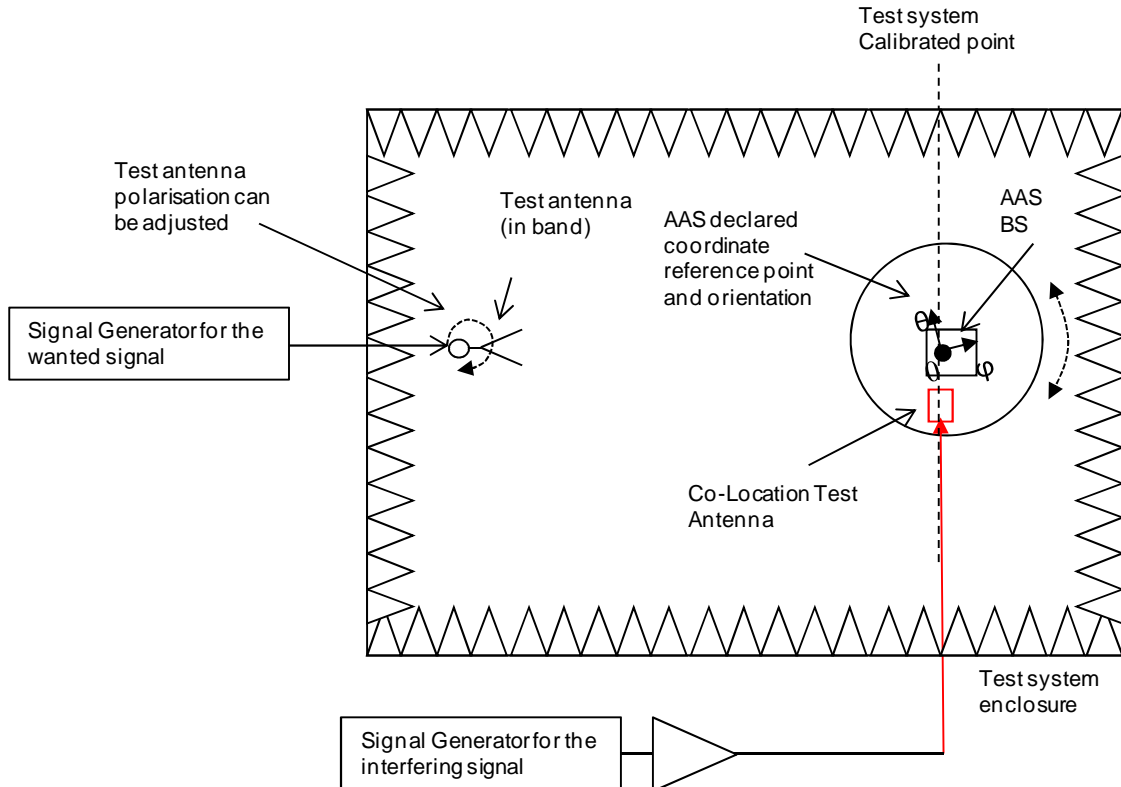 Test system
Calibrated point
Test antenna
polarisation can
be adjusted
Test antenna
(in band)
AAS declared
coordinate
reference point
and orientation
AAS
BS
Signal Generator for the
wanted signal
θ
0
φ
Co-Location Test
Antenna
Test system
enclosure
Signal Generator for the
interfering signal